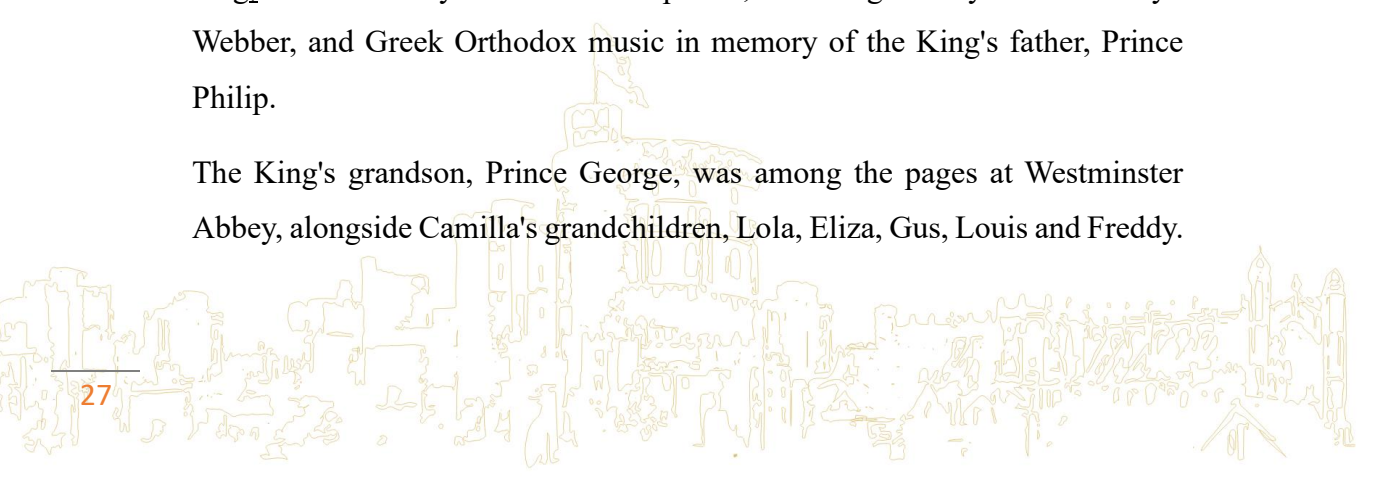 Webber, and Greek Orthodox music in memory of the King's father, Prince
Philip.
The King's grandson, Prince George, was among the pages at Westminster
Abbey, alongside Camilla's grandchildren, Lola, Eliza, Gus, Louis and Freddy.
27